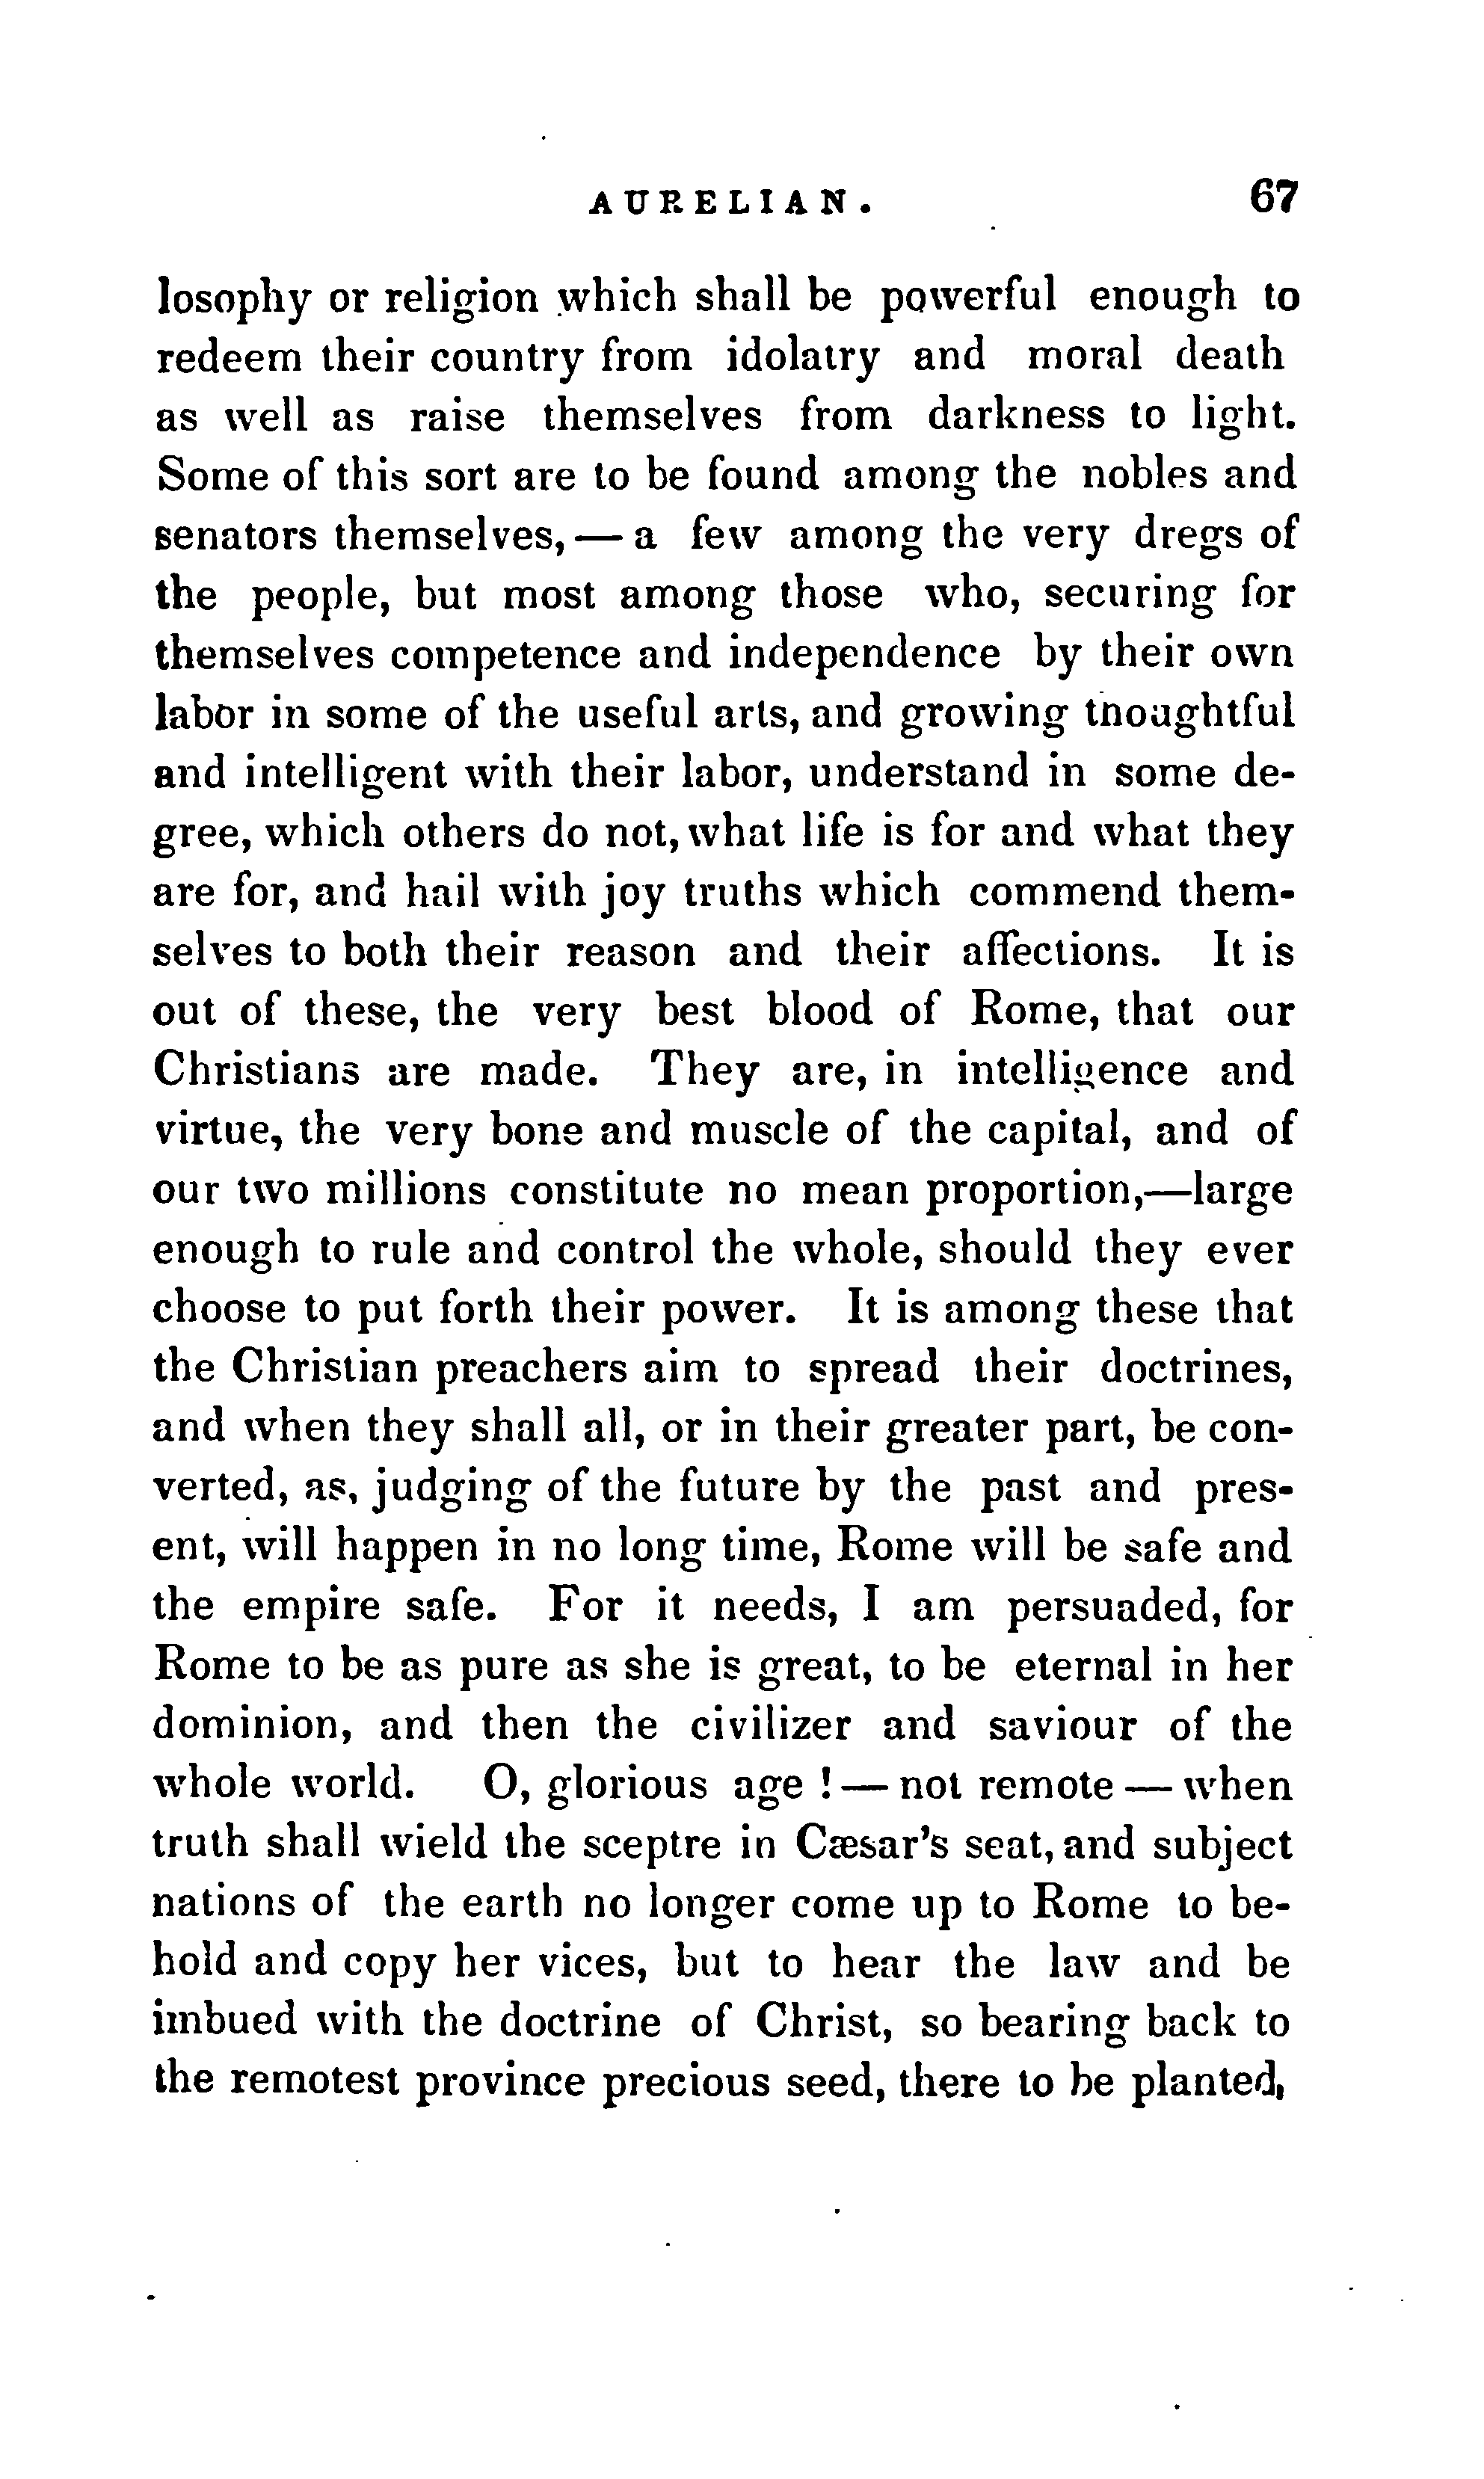 AURELIAN. 67
losophy or religion which shall be powerful enough to
redeem their country from idolatry and moral death
as well as raise themselves from darkness to light.
Some of this sort are to be found among the nobles and
senators themselves,— a few among the very dregs of
the people, but most among those who, securing for
themselves competence and independence by their own
labor in some of the useful arts, and growing thoughtful
and intelligent with their labor, understand in some de-
gree, which others do not, what life is for and what they
are for, and hail with joy truths which commend them-
selves to both their reason and their affections. It is
out of these, the very best blood of Rome, that our
Christians are made. They are, in intelligence and
virtue, the very bone and muscle of the capital, and of
our two millions constitute no mean proportion,—large
enough to rule and control the whole, should they ever
choose to put forth their power. It is among these that
the Christian preachers aim to spread their doctrines,
and when they shall all, or in their greater part, be con-
verted, as, judging of the future by the past and pres-
ent, will happen in no long time, Rome will be safe and
the empire safe. For it needs, I am persuaded, for
Rome to be as pure as she is great, to be eternal in her
dominion, and then the civilizer and saviour of the
whole world. O, glorious age ! — not remote — when
truth shall wield the sceptre in Cæsar's seat, and subject
nations of the earth no longer come up to Rome to be-
hold and copy her vices, but to hear the law and be
imbued with the doctrine of Christ, so bearing back to
the remotest province precious seed, there to be planted,